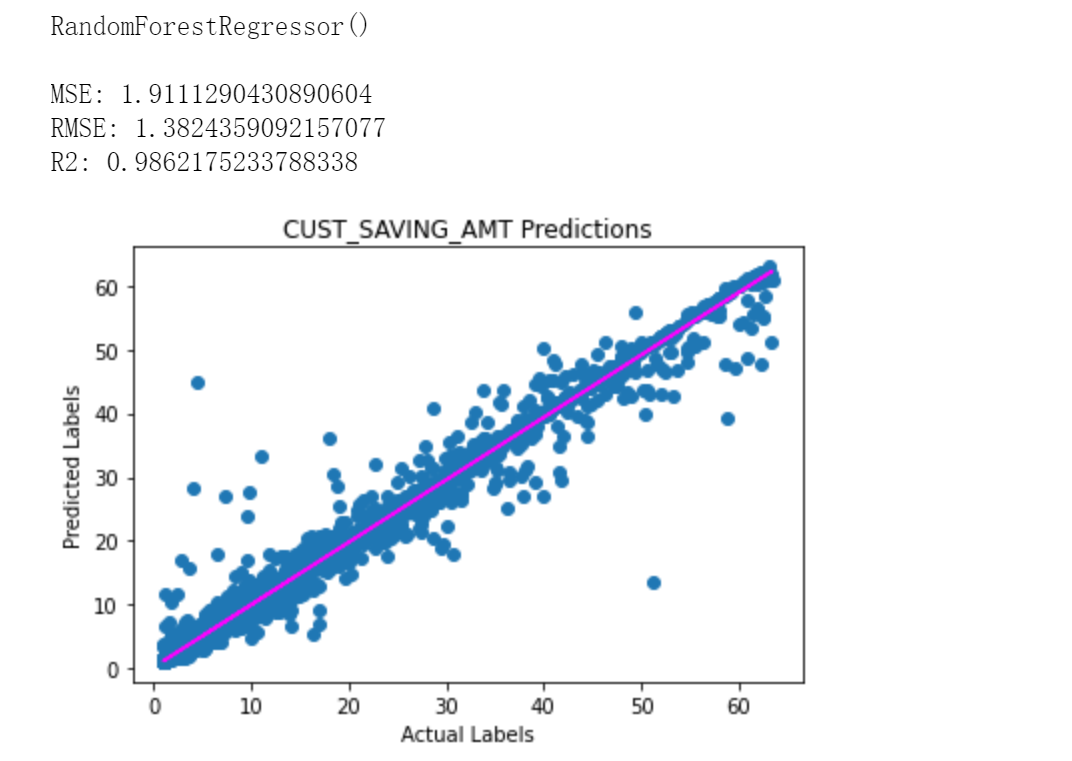 RandomForestRegressor()
MSE: 1.9111290430890604
RMSE: 1.3824359092157077
R2: 0.9862175233788338
CUST_SAVING_AMT Predictions
60
50
40
30
20
10
0
Predicted Labels
0 10 20 30 40 50 60
Actual Labels